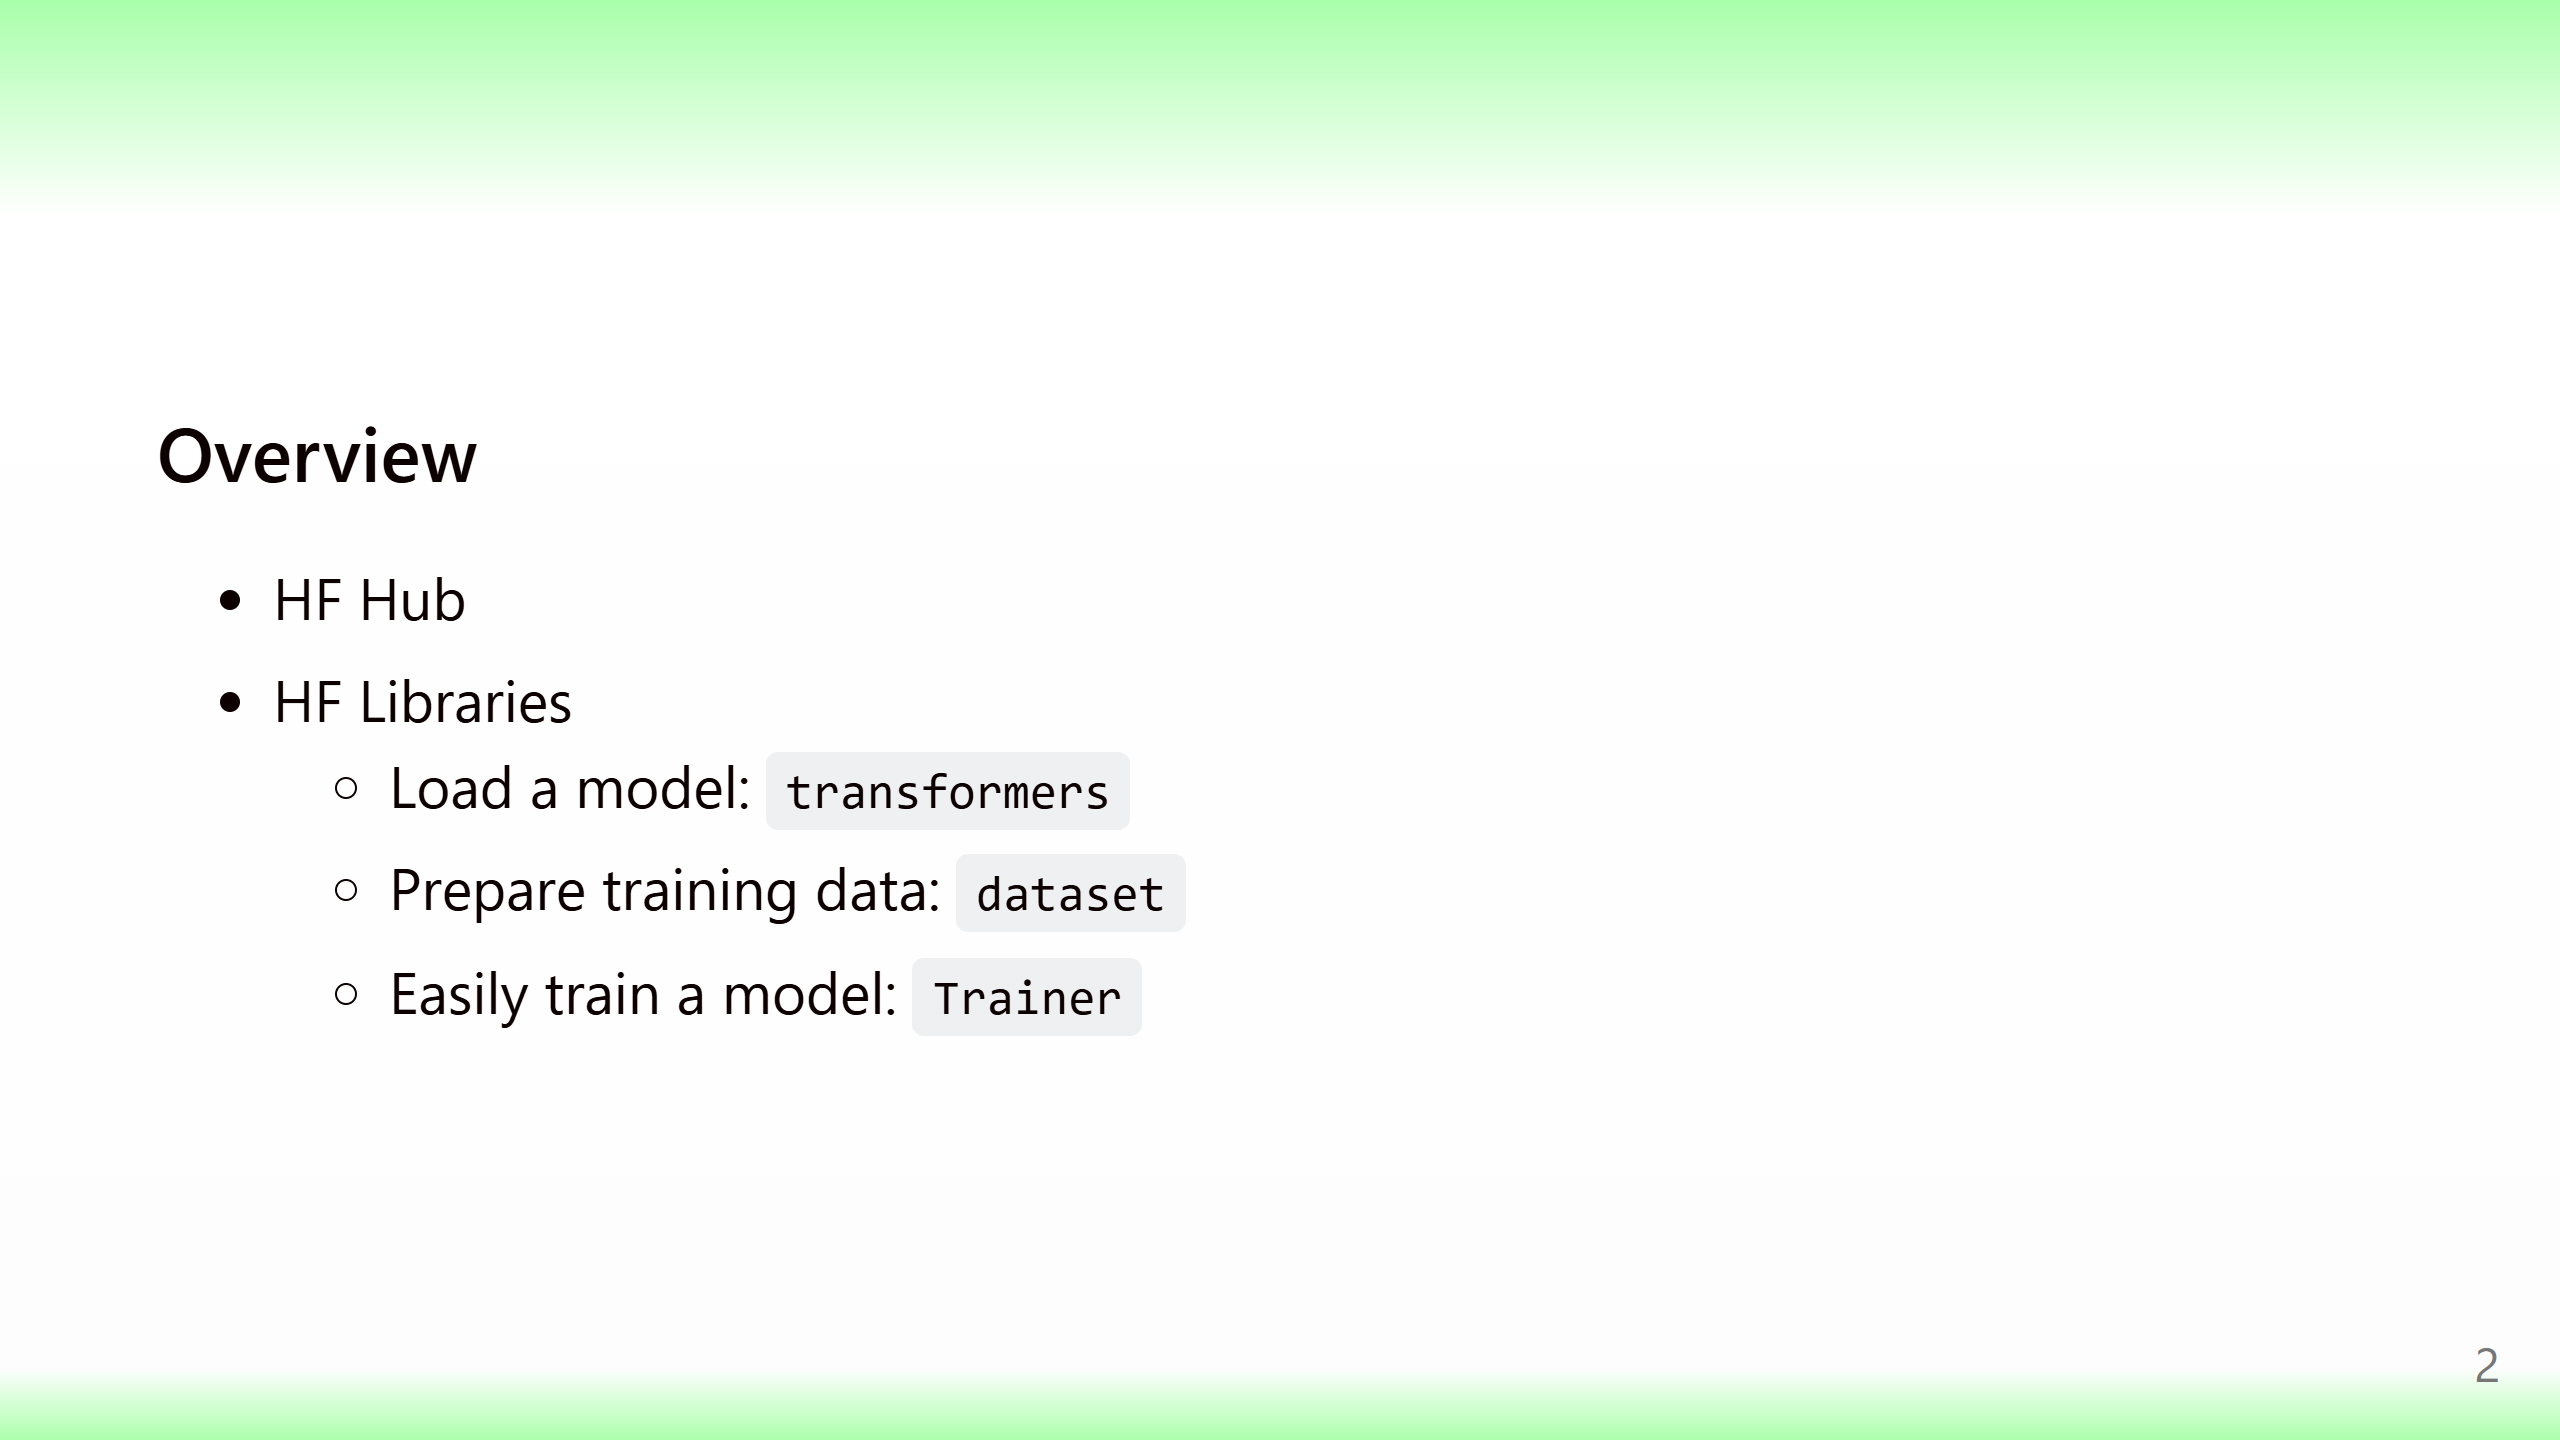 Overview
• HF Hub
• HF Libraries
○ Load a model: transformers
○ Prepare training data: dataset
○ Easily train a model: Trainer
2